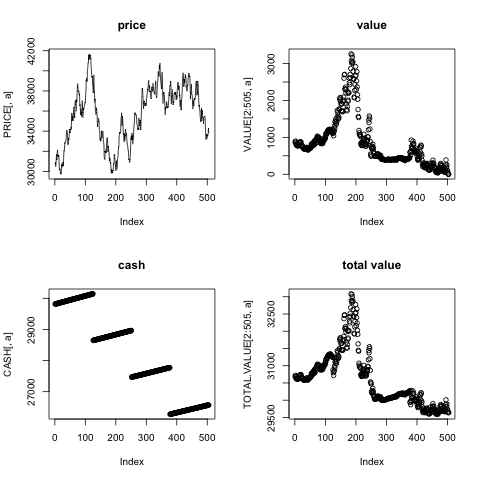 price
PRICE[, a]
30000 34000 38000 42000
0 100 200 300 400 500
Index
value
VALUE[2:505, a]
0 1000 2000 3000
0 100 200 300 400 500
Index
cash
CASH[, a]
27000 29000
0 100 200 300 400 500
Index
total value
TOTAL.VALUE[2:505, a]
29500 31000 32500
0 100 200 300 400 500
Index